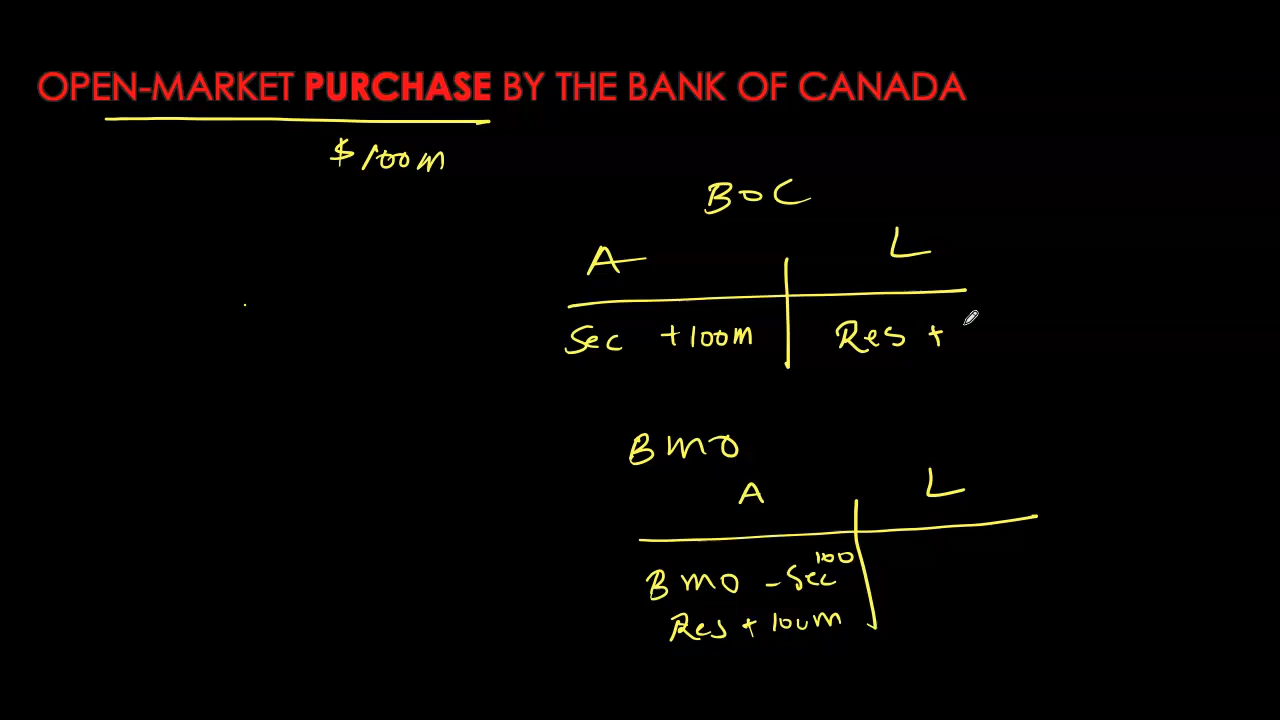 OPEN-MARKET PURCHASE BY THE BANK OF CANADA
$100m
BOC
A L
Sec +100m Res +
BMO
A L
100
BMO -Sec
Res +100m